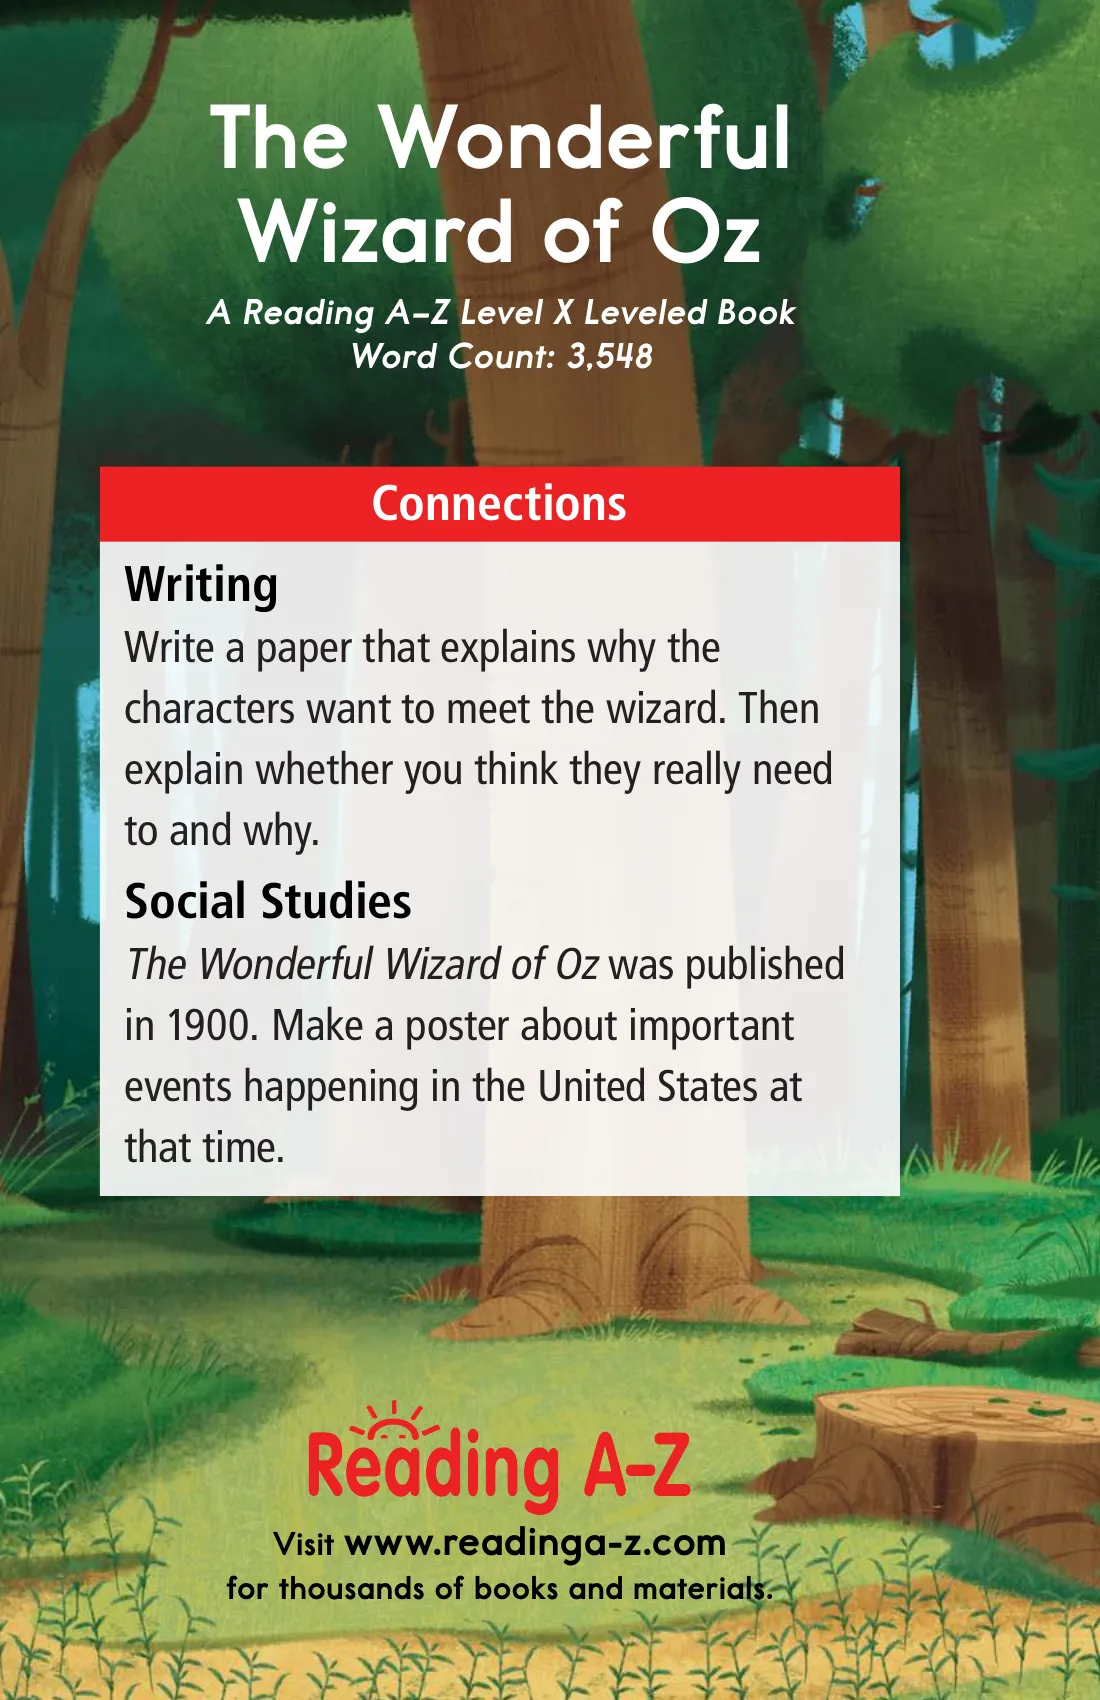 The Wonderful
Wizard of Oz
A Reading A–Z Level X Leveled Book
Word Count: 3,548
Connections
Writing
Write a paper that explains why the
characters want to meet the wizard. Then
explain whether you think they really need
to and why.
Social Studies
The Wonderful Wizard of Oz was published
in 1900. Make a poster about important
events happening in the United States at
that time.
Reading A–Z
Visit www.readinga-z.com
for thousands of books and materials.